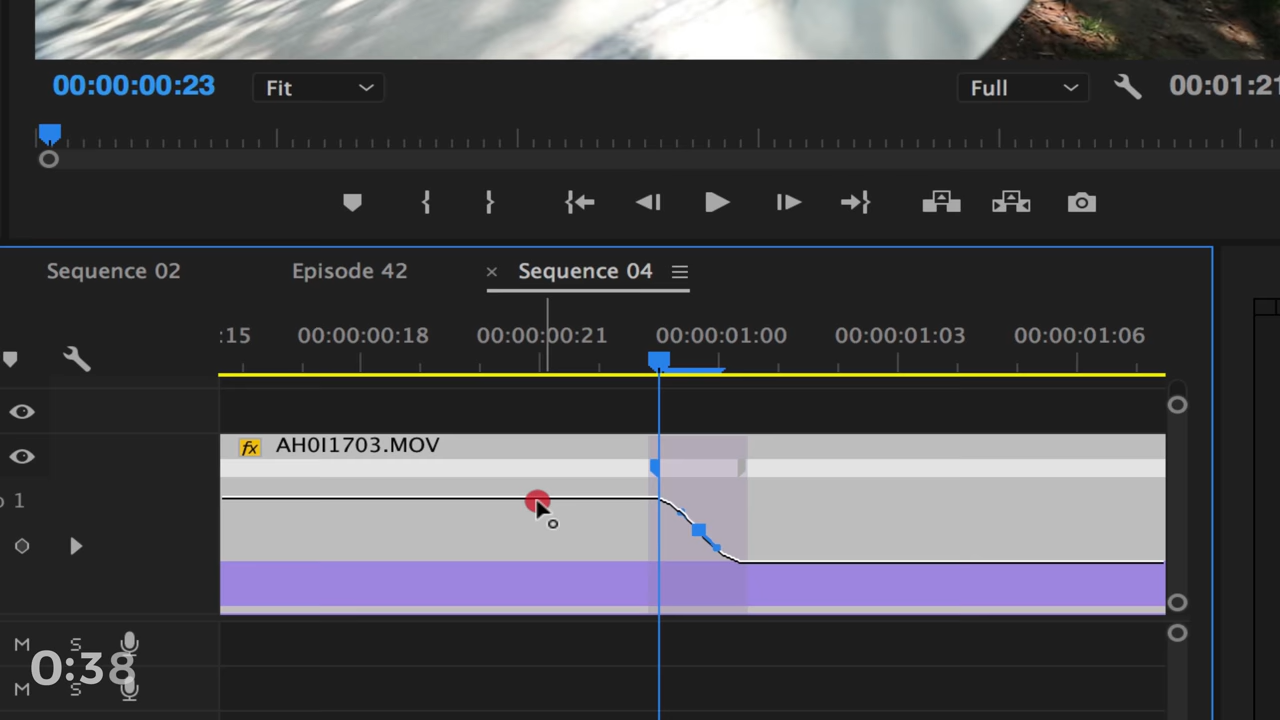 00:00:00:23 Fit Full 00:01:21
Sequence 02 Episode 42 × Sequence 04
:15 00:00:00:18 00:00:00:21 00:00:01:00 00:00:01:03 00:00:01:06
fx AH0I1703.MOV
o 1
M S
0:38
M S